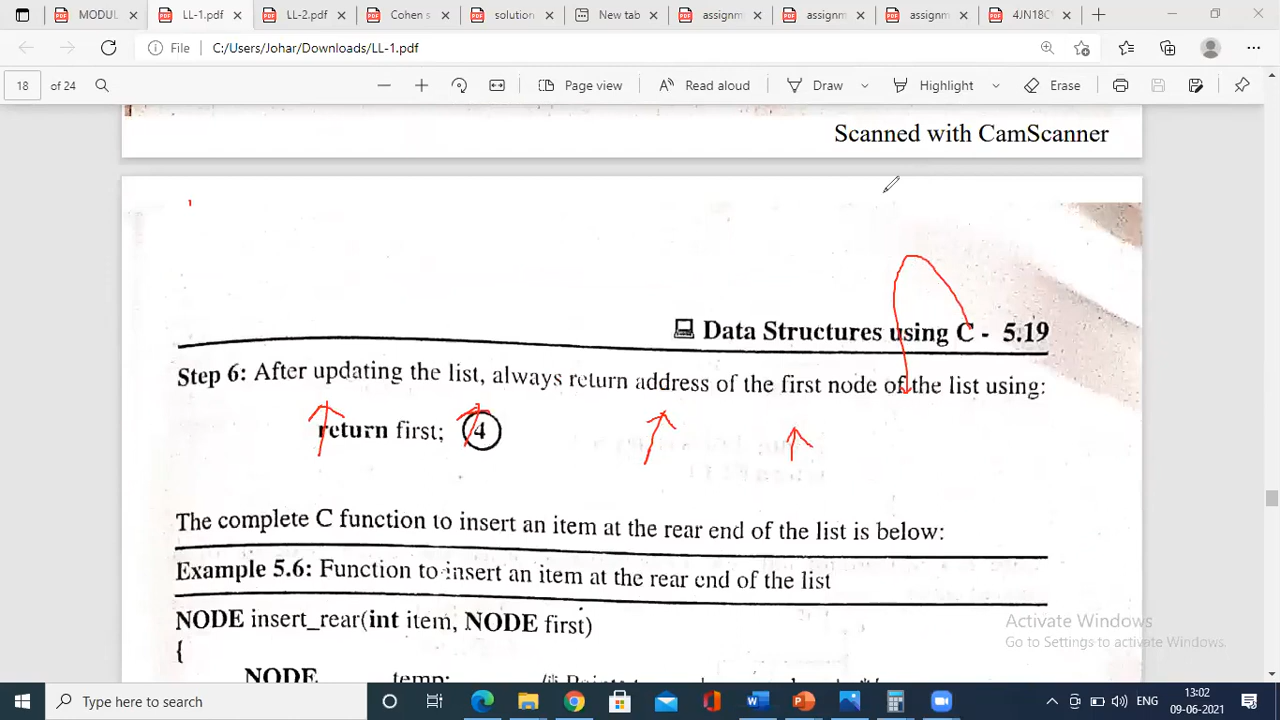 MODUL
LL-1.pdf
LL-2.pdf
Cohen s
solution
New tab
assignm
assignm
assignm
4JN18C
File
C:/Users/Johar/Downloads/LL-1.pdf
18 of 24
Page view
Read aloud
Draw
Highlight
Erase
Scanned with CamScanner
Data Structures using C - 5.19
Step 6: After updating the list, always return address of the first node of the list using:
return first; 4
The complete C function to insert an item at the rear end of the list is below:
Example 5.6: Function to insert an item at the rear end of the list
NODE insert_rear(int item, NODE first)
{
NODE temp;
Activate Windows
Go to Settings to activate Windows.
Type here to search
ENG
13:02
09-06-2021